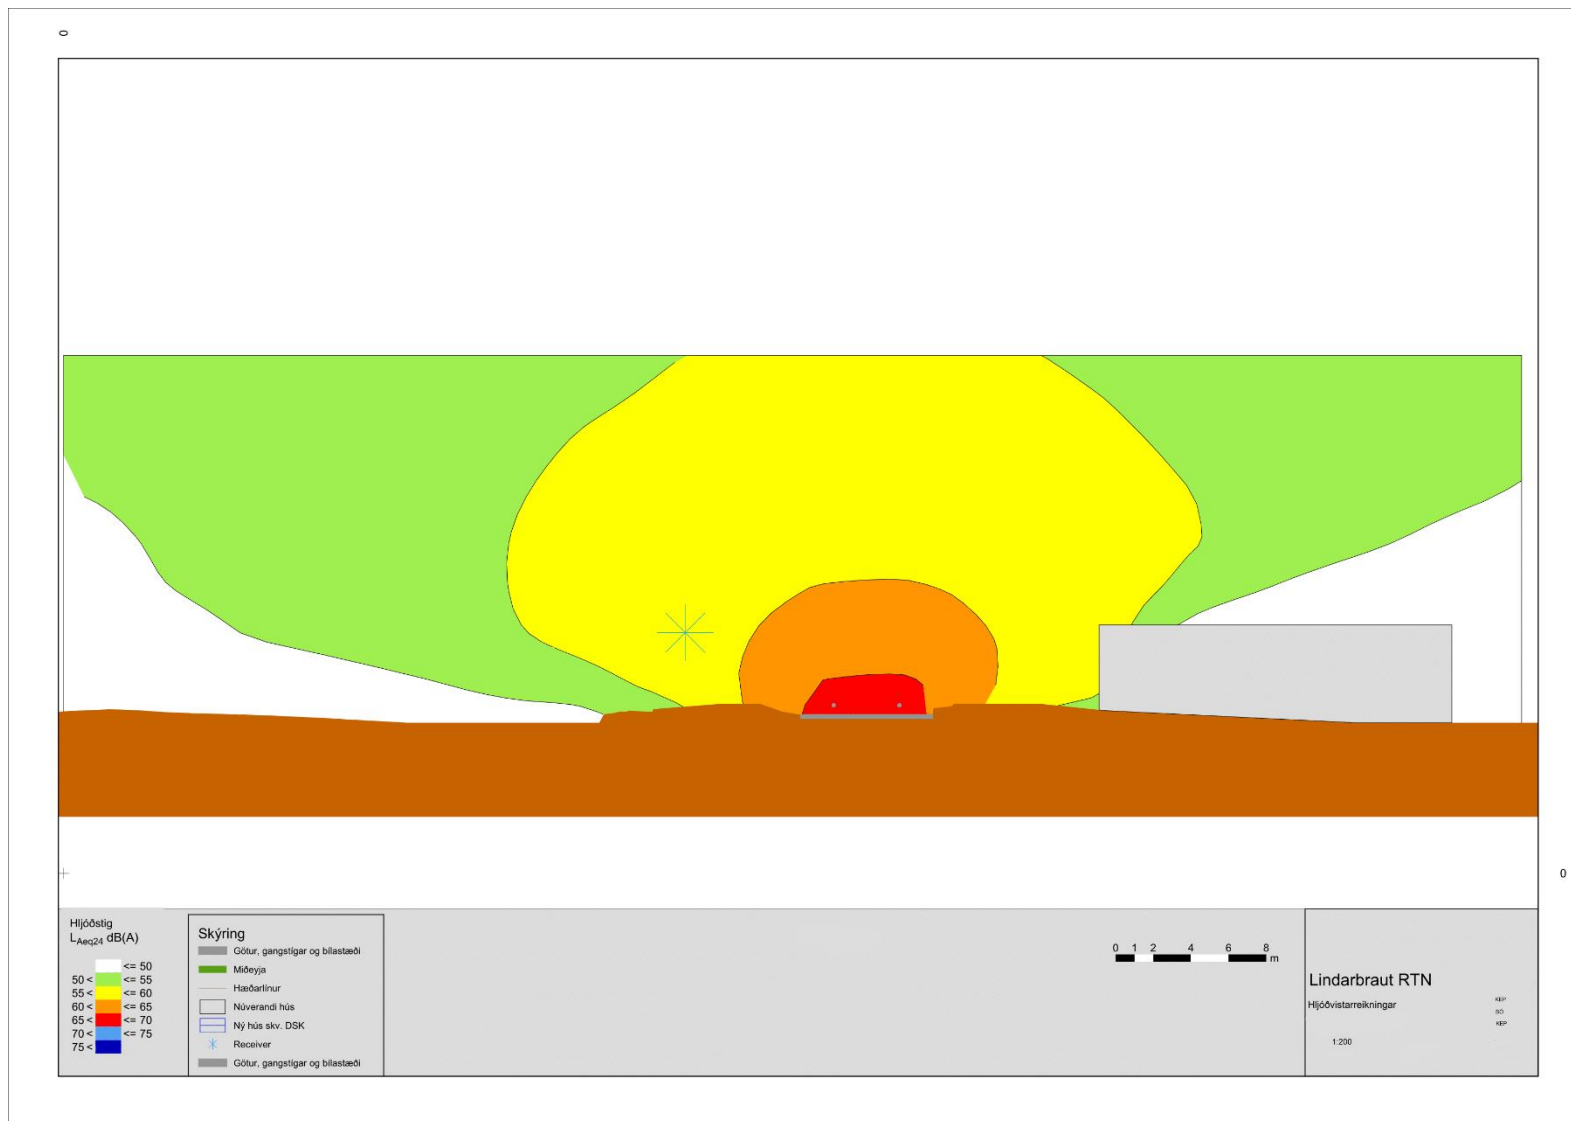 0
0
Hljóðstig
LAeq24 dB(A)
<= 50
50 < <= 55
55 < <= 60
60 < <= 65
65 < <= 70
70 < <= 75
75 <
Skýring
Götur, gangstígar og bílastæði
Miðeyja
Hæðarlínur
Núverandi hús
Ný hús skv. DSK
Receiver
Götur, gangstígar og bílastæði
0 1 2 4 6 8
m
Lindarbraut RTN
Hljóðvistarreikningar
KEP
SÓ
KEP
1:200